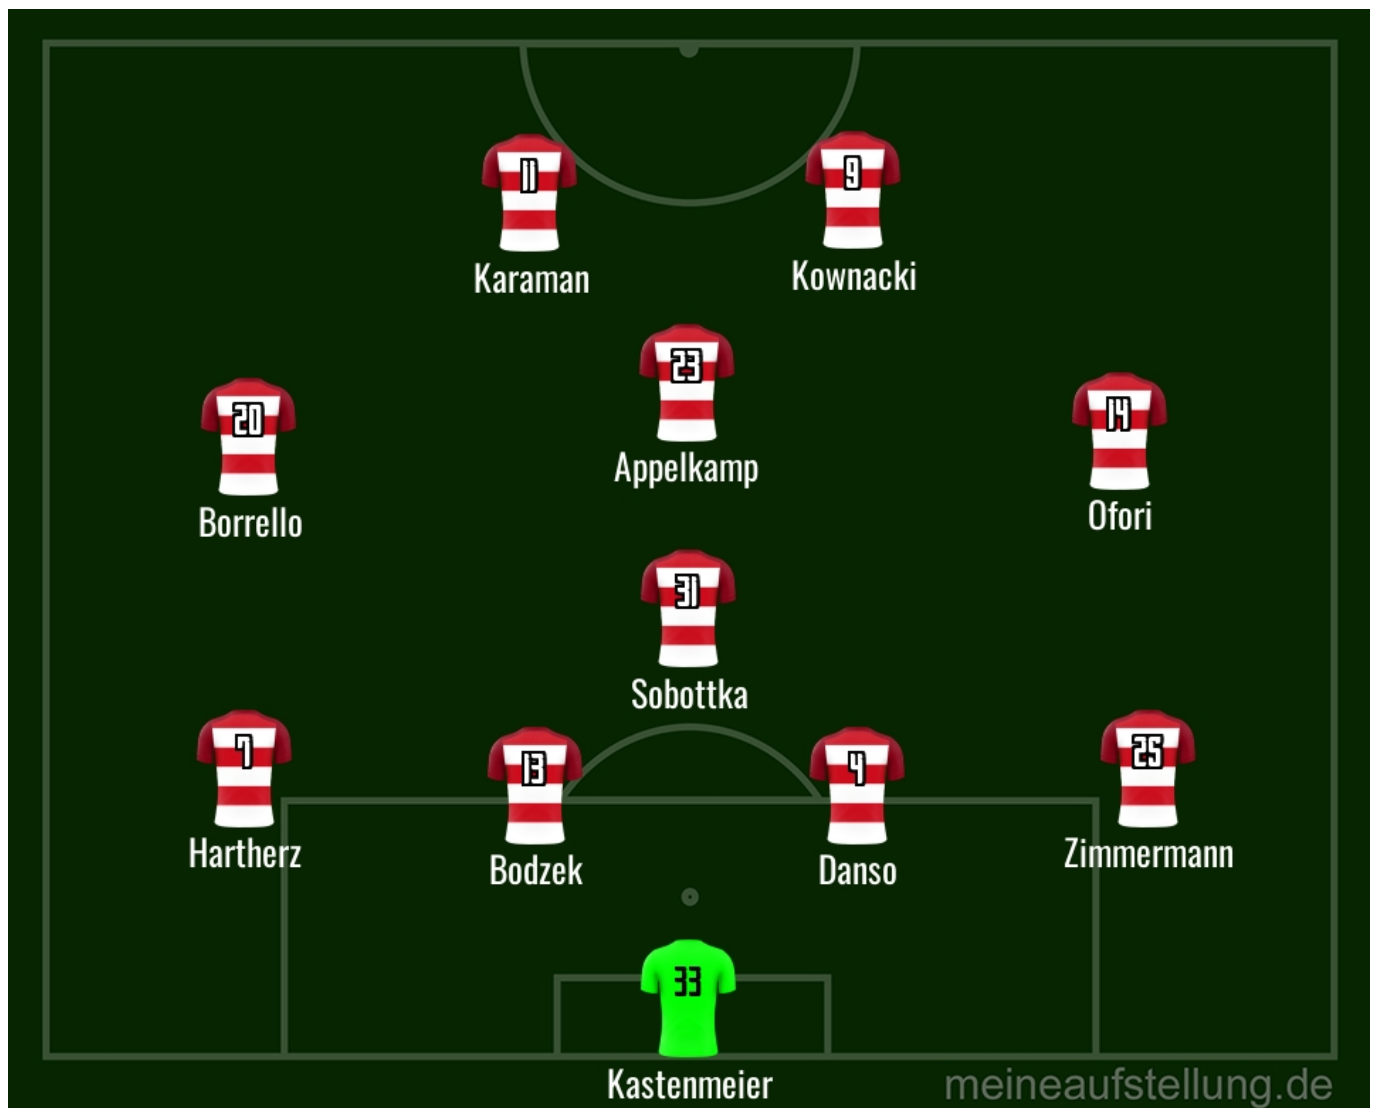 11
Karaman
9
Kownacki
23
Appelkamp
20
Borrello
14
Ofori
31
Sobottka
7
Hartherz
13
Bodzek
4
Danso
25
Zimmermann
33
Kastenmeier
meineaufstellung.de